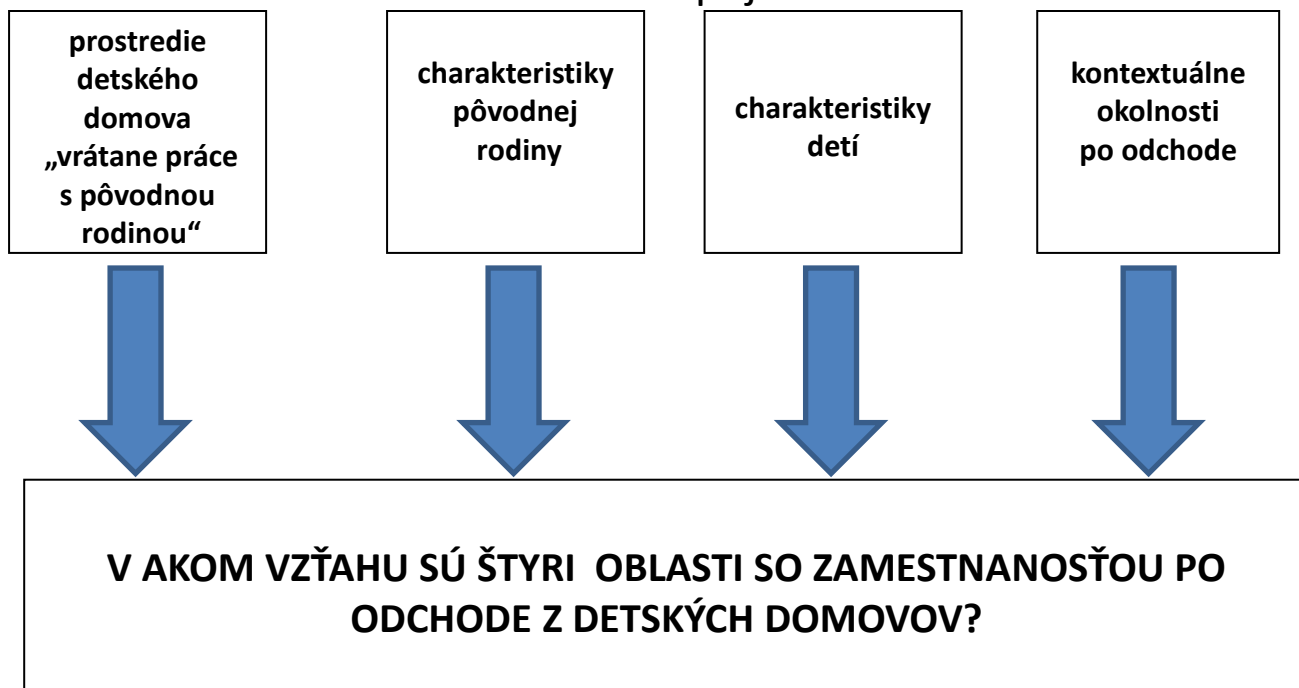 prostredie
detského
domova
„vrátane práce
s pôvodnou
rodinou“
charakteristiky
pôvodnej
rodiny
charakteristiky
detí
kontextuálne
okolnosti
po odchode
V AKOM VZŤAHU SÚ ŠTYRI OBLASTI SO ZAMESTNANOSŤOU PO
ODCHODE Z DETSKÝCH DOMOVOV?